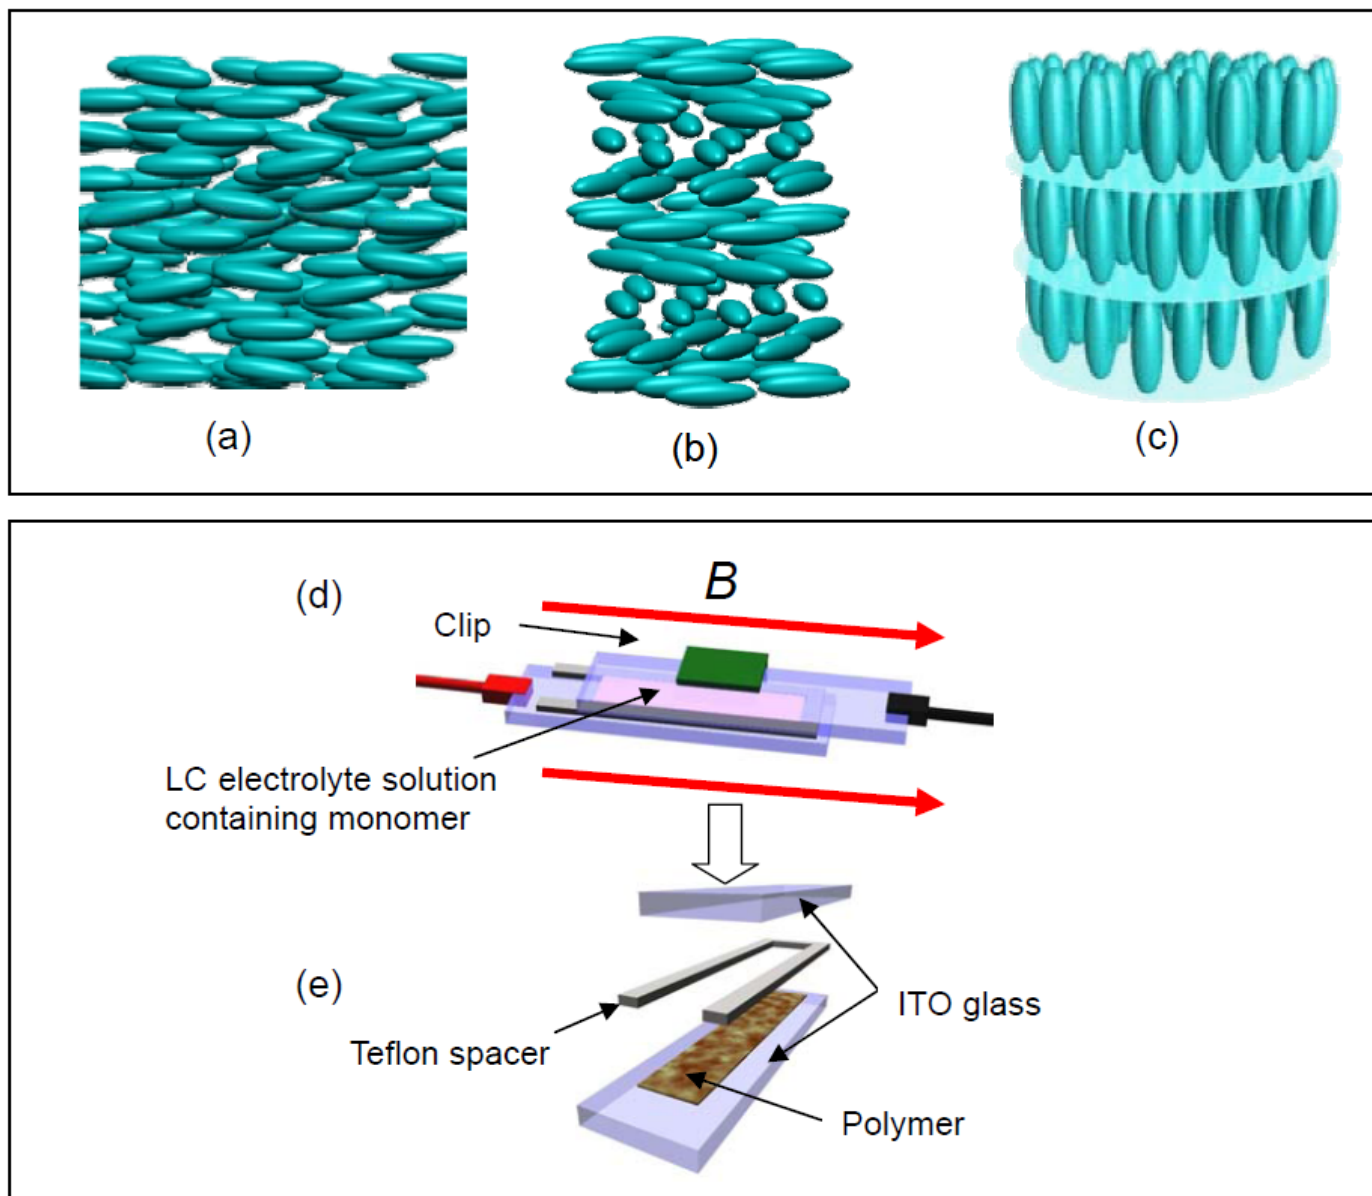 (a)
(b)
(c)
(d)
B
Clip
LC electrolyte solution
containing monomer
(e)
ITO glass
Teflon spacer
Polymer